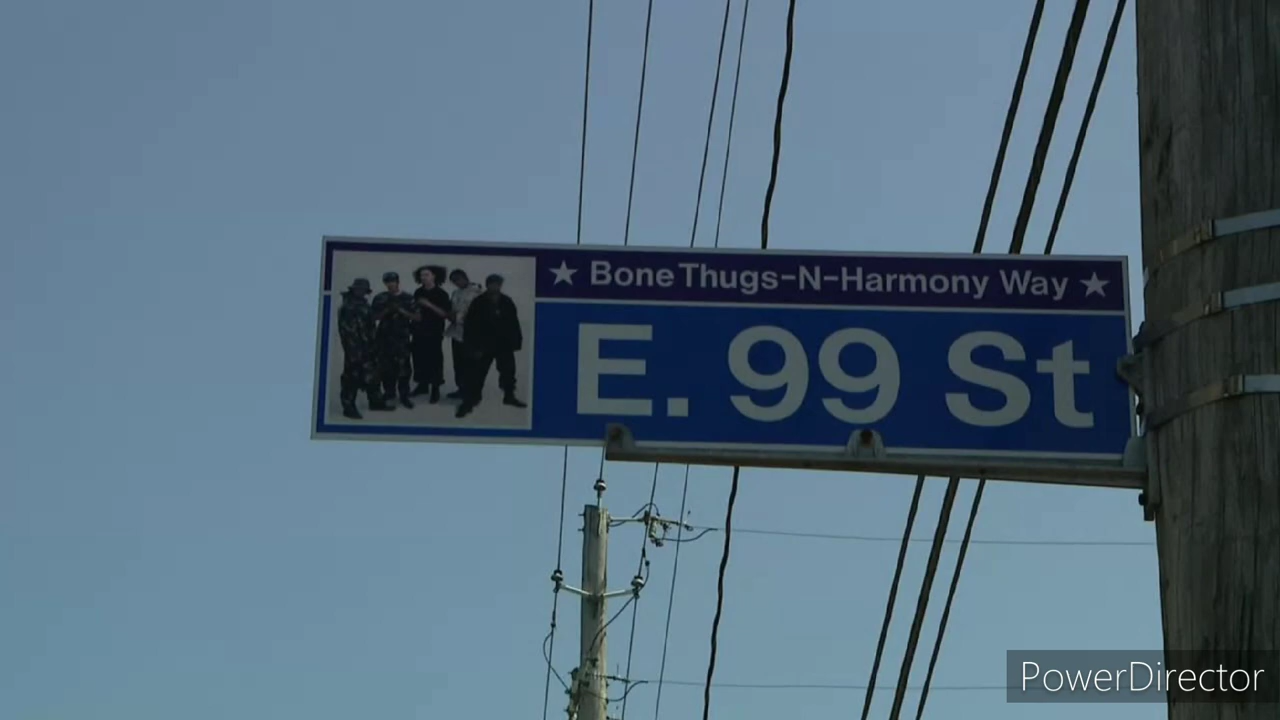 ★ Bone Thugs-N-Harmony Way ★
E. 99 St
PowerDirector